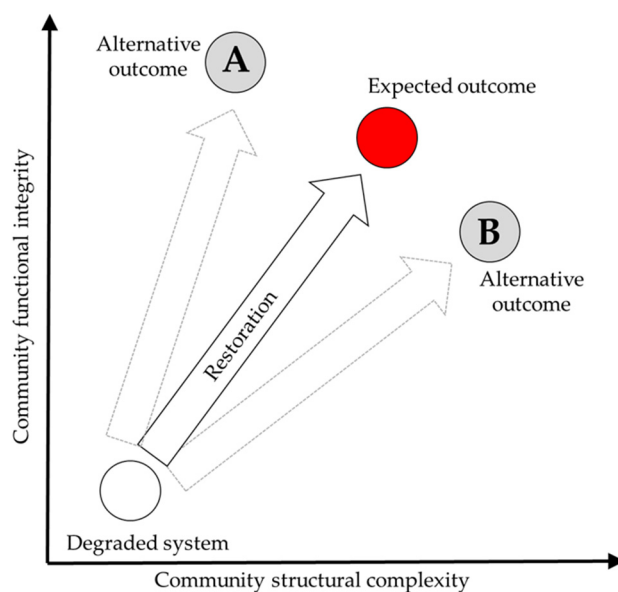 Alternative
outcome
A
Expected outcome
B
Alternative
outcome
Restoration
Degraded system
Community functional integrity
Community structural complexity